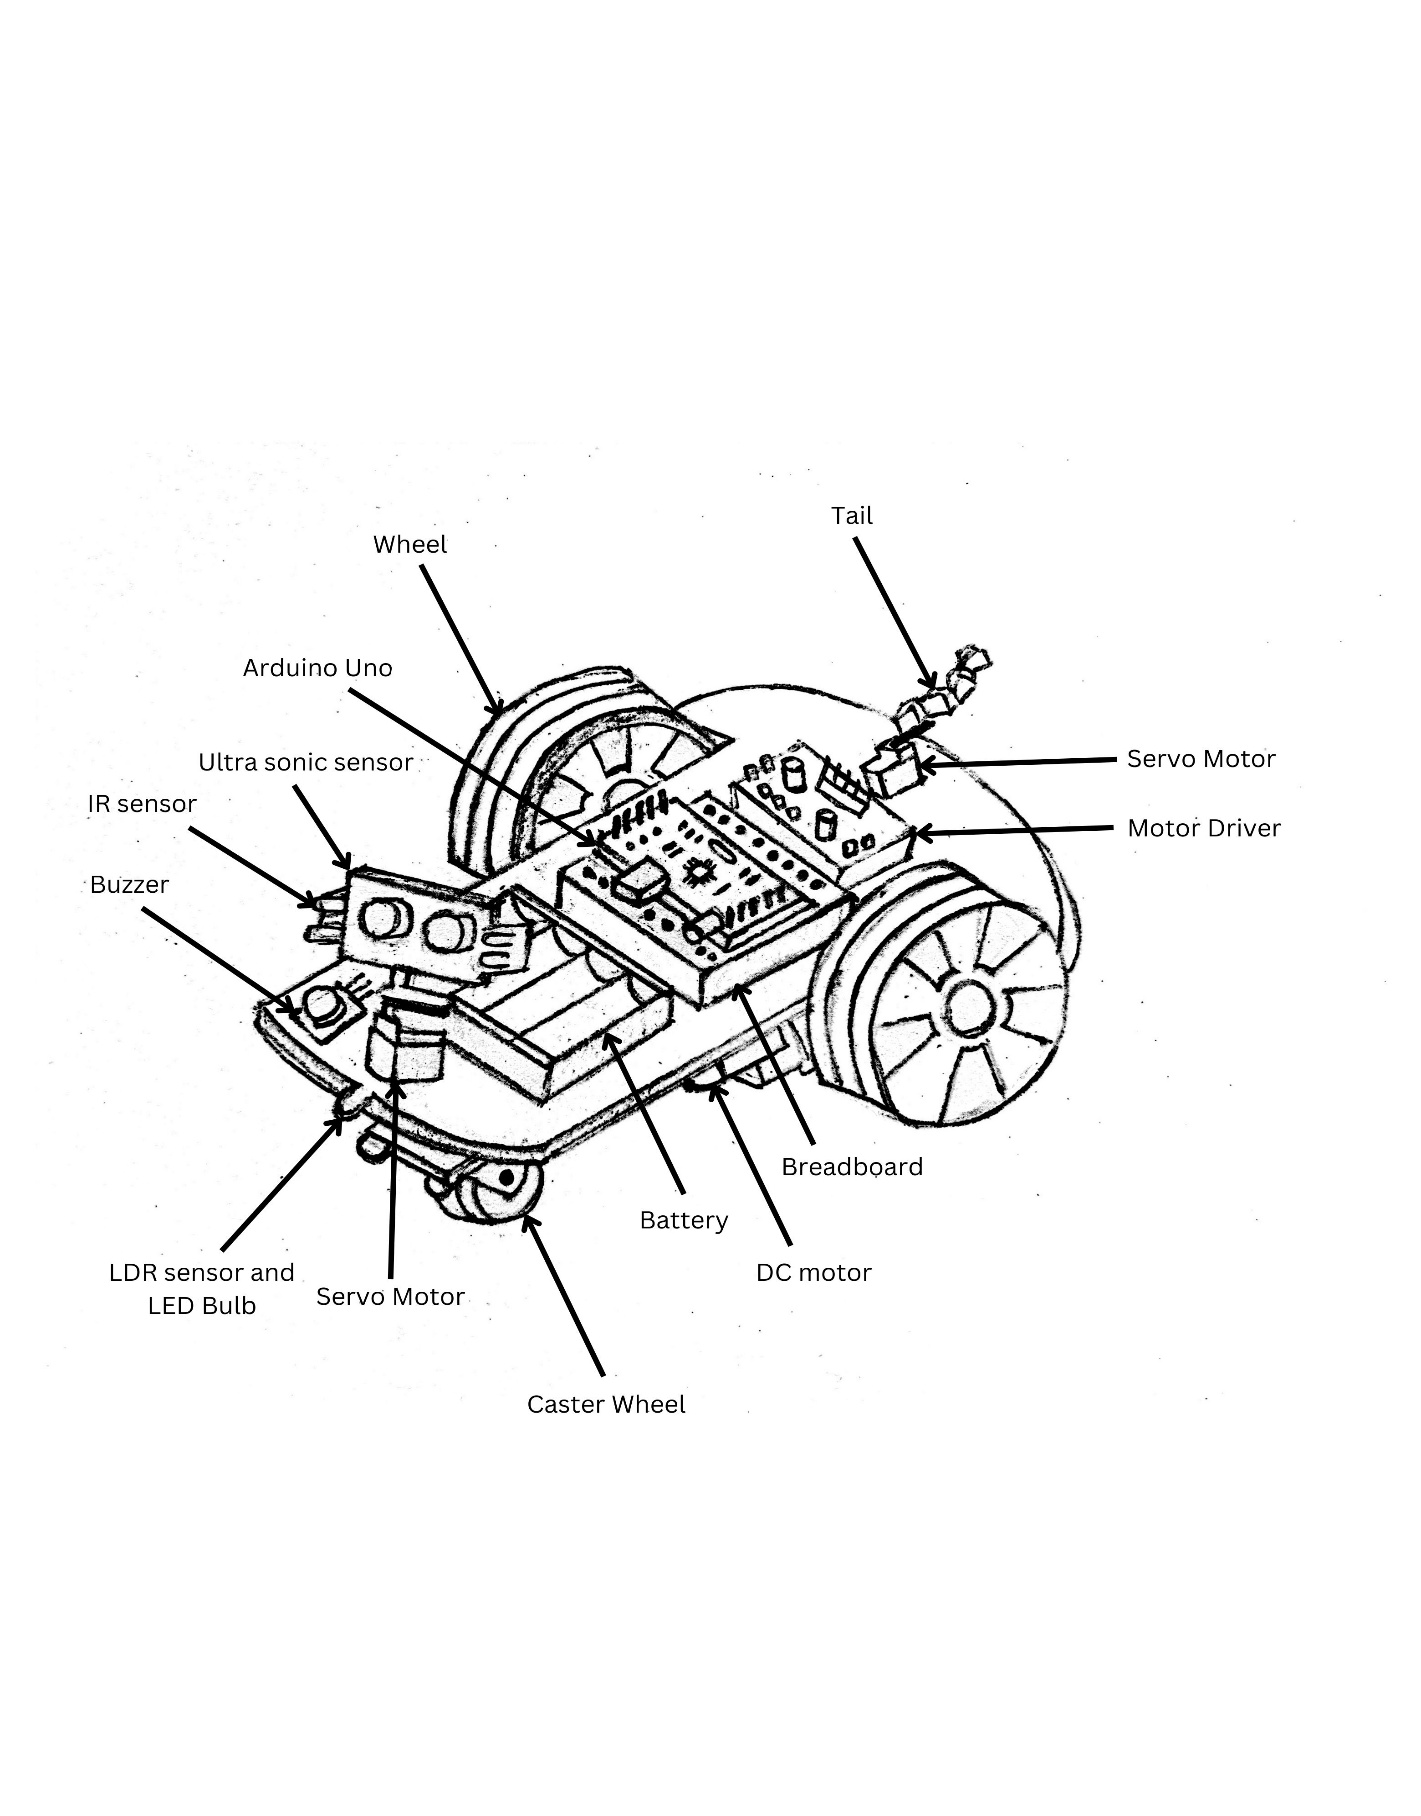 Tail
Wheel
Arduino Uno
Ultra sonic sensor
Servo Motor
IR sensor
Motor Driver
Buzzer
Breadboard
Battery
LDR sensor and
LED Bulb
DC motor
Servo Motor
Caster Wheel